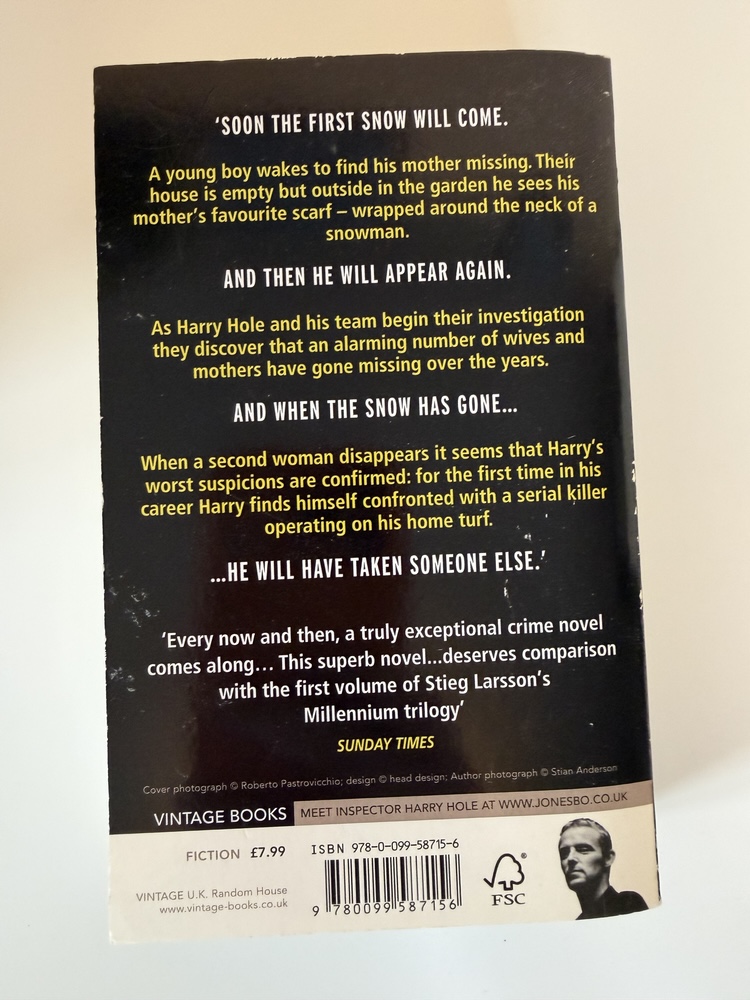 ‘SOON THE FIRST SNOW WILL COME.
A young boy wakes to find his mother missing. Their
house is empty but outside in the garden he sees his
mother’s favourite scarf – wrapped around the neck of a
snowman.
AND THEN HE WILL APPEAR AGAIN.
As Harry Hole and his team begin their investigation
they discover that an alarming number of wives and
mothers have gone missing over the years.
AND WHEN THE SNOW HAS GONE...
When a second woman disappears it seems that Harry’s
worst suspicions are confirmed: for the first time in his
career Harry finds himself confronted with a serial killer
operating on his home turf.
...HE WILL HAVE TAKEN SOMEONE ELSE.’
‘Every now and then, a truly exceptional crime novel
comes along... This superb novel...deserves comparison
with the first volume of Stieg Larsson’s
Millennium trilogy’
SUNDAY TIMES
Cover photograph © Roberto Pastrovicchio; design © head design; Author photograph © Stian Anderson
VINTAGE BOOKS MEET INSPECTOR HARRY HOLE AT WWW.JONESBO.CO.UK
FICTION £7.99
ISBN 978-0-099-58715-6
VINTAGE U.K. Random House
www.vintage-books.co.uk
9 780099 587156
FSC